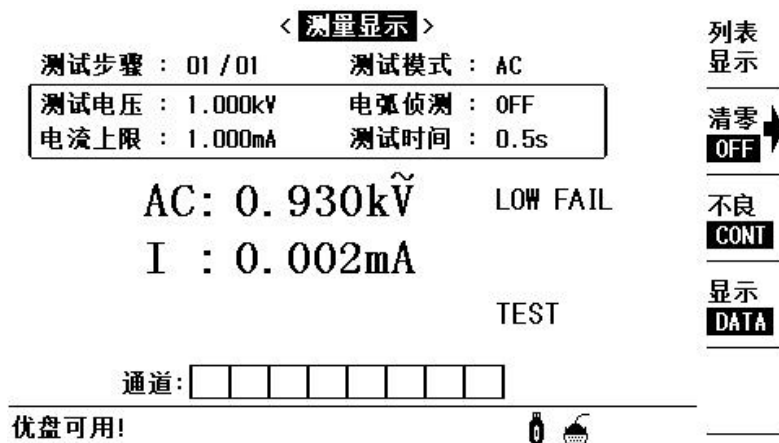 < 测量显示 >
测试步骤 : 01 / 01 测试模式 : AC
测试电压 : 1.000kV 电弧侦测 : OFF
电流上限 : 1.000mA 测试时间 : 0.5s
AC: 0.930kV LOW FAIL
I : 0.002mA
TEST
通道:
优盘可用!
列表
显示
清零
OFF
不良
CONT
显示
DATA